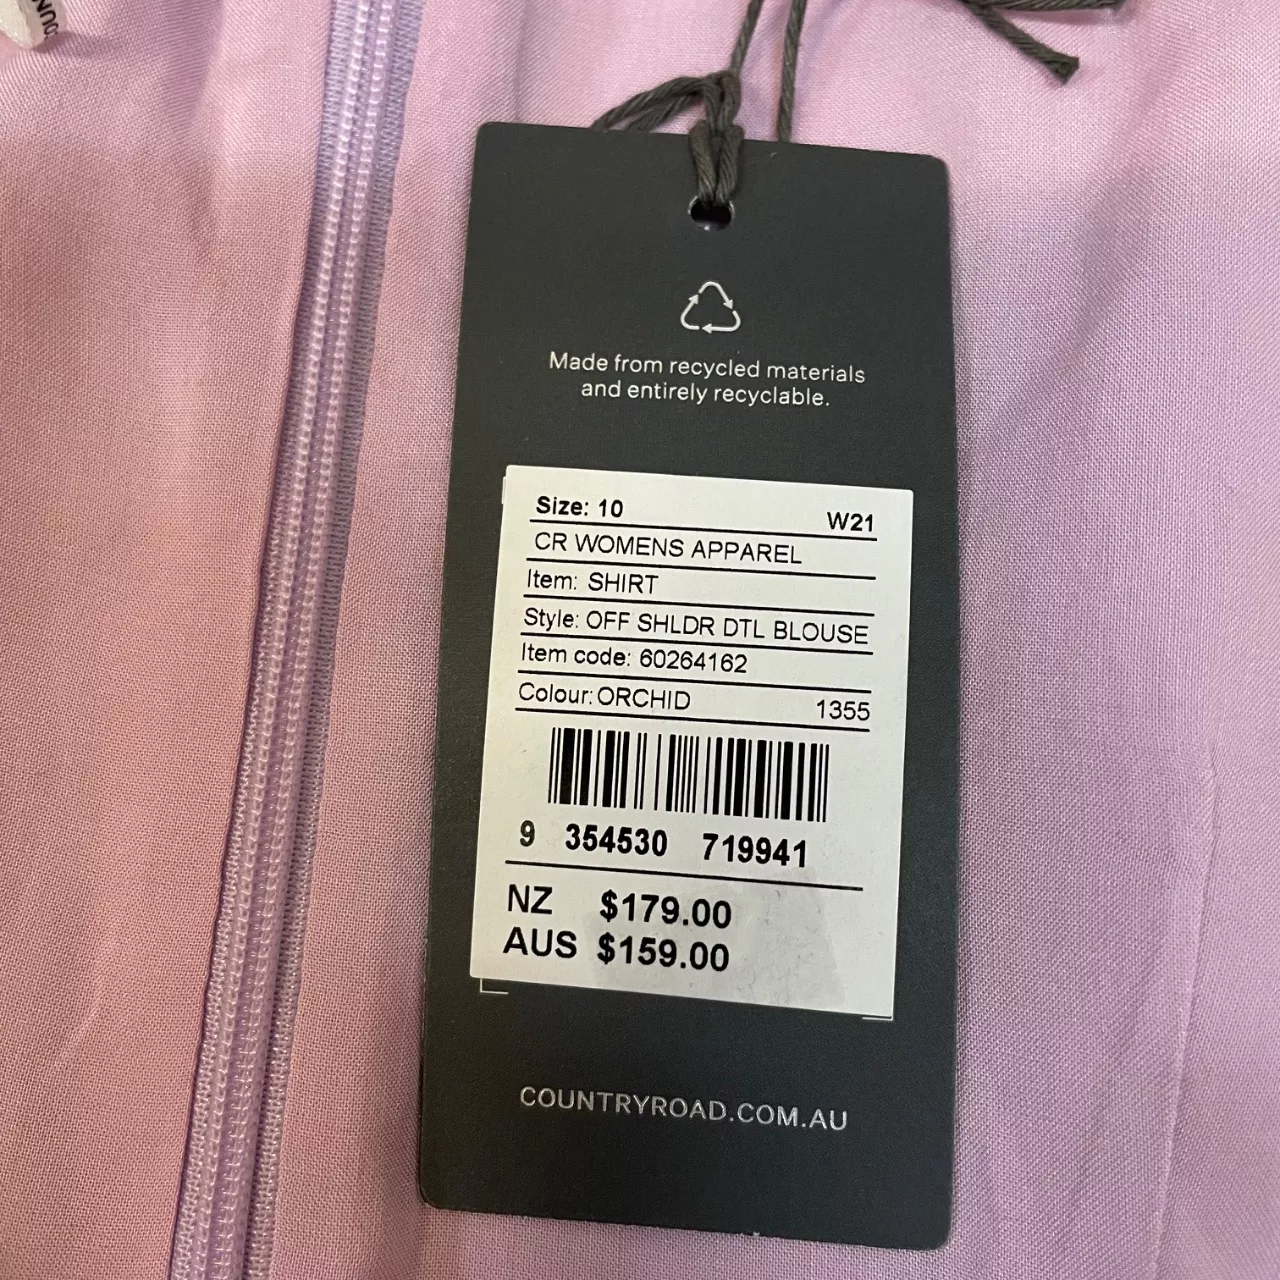 Made from recycled materials
and entirely recyclable.
Size: 10 W21
CR WOMENS APPAREL
Item: SHIRT
Style: OFF SHLDR DTL BLOUSE
Item code: 60264162
Colour: ORCHID 1355
9 354530 719941
NZ $179.00
AUS $159.00
COUNTRYROAD.COM.AU